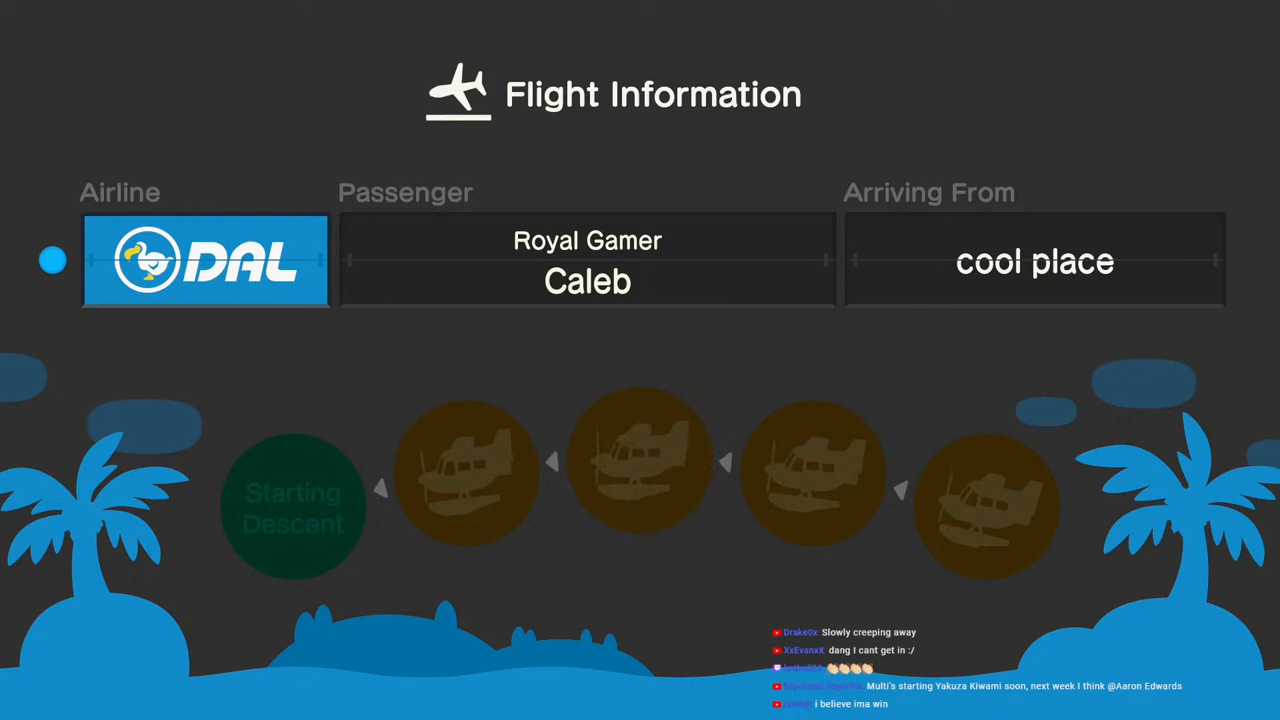 Flight Information
Airline
Passenger
Arriving From
DAL
Royal Gamer
Caleb
cool place
Starting
Descent
Drake0x: Slowly creeping away
XxEvanxX: dang I cant get in :/
Multi's starting Yakuza Kiwami soon, next week I think @Aaron Edwards
i believe ima win